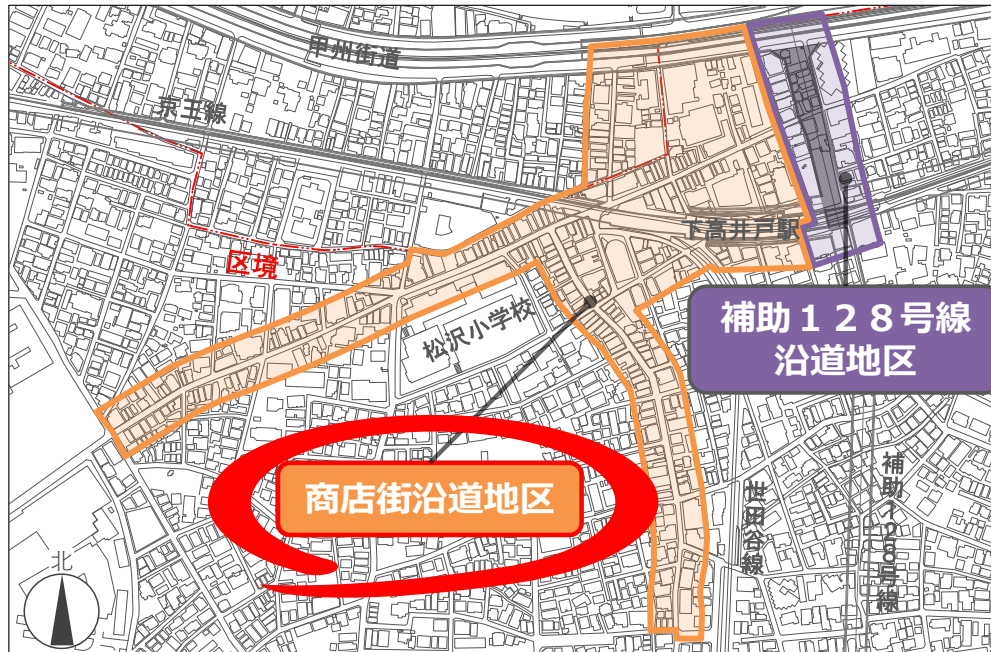 甲州街道
京王線
下高井戸駅
区境
補助１２８号線
沿道地区
松沢小学校
商店街沿道地区
世田谷線
補助128号線
北